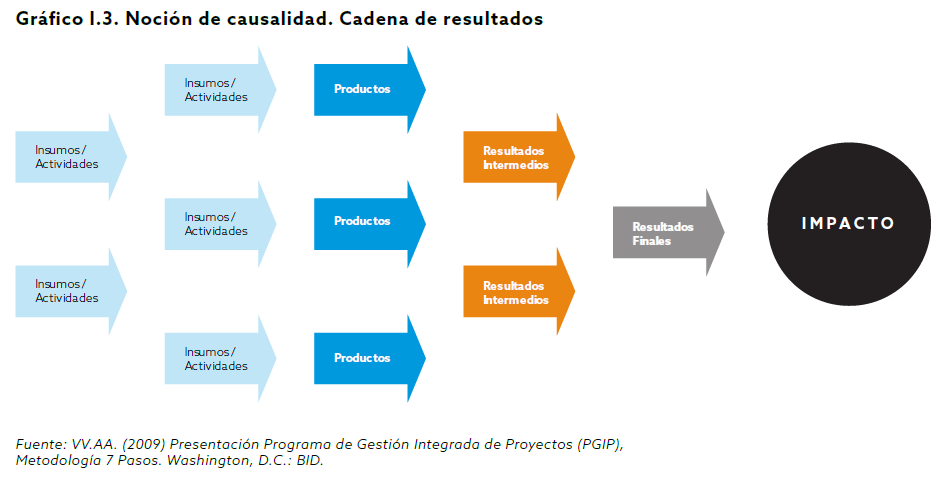 Gráfico I.3. Noción de causalidad. Cadena de resultados
Insumos /
Actividades
Insumos /
Actividades
Insumos /
Actividades
Insumos /
Actividades
Insumos /
Actividades
Productos
Productos
Productos
Resultados
Intermedios
Resultados
Intermedios
Resultados
Finales
IMPACTO
Fuente: VV.AA. (2009) Presentación Programa de Gestión Integrada de Proyectos (PGIP),
Metodología 7 Pasos. Washington, D.C.: BID.